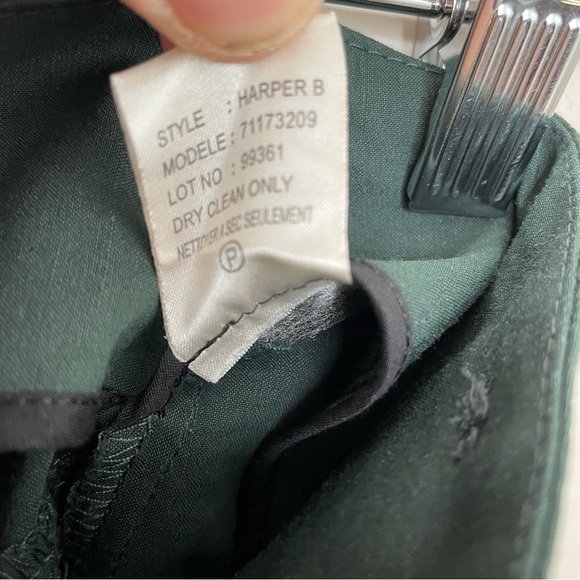 STYLE : HARPER B
MODELE : 71173209
LOT NO : 99361
DRY CLEAN ONLY
NETTOYER A SEC SEULEMENT
P